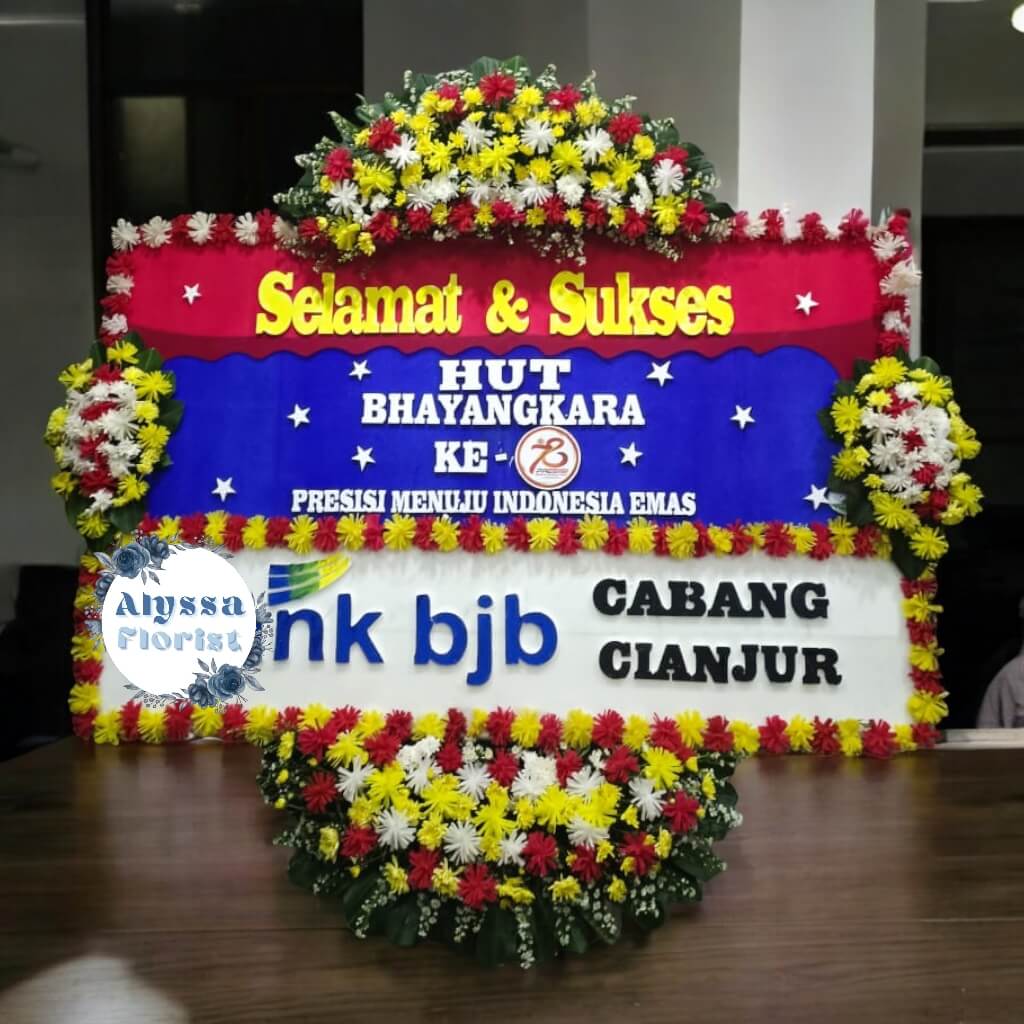 Selamat & Sukses
HUT
BHAYANGKARA
KE - 78
PRESISI MENUJU INDONESIA EMAS
Alyssa
Florist
nk bjb
CABANG
CIANJUR